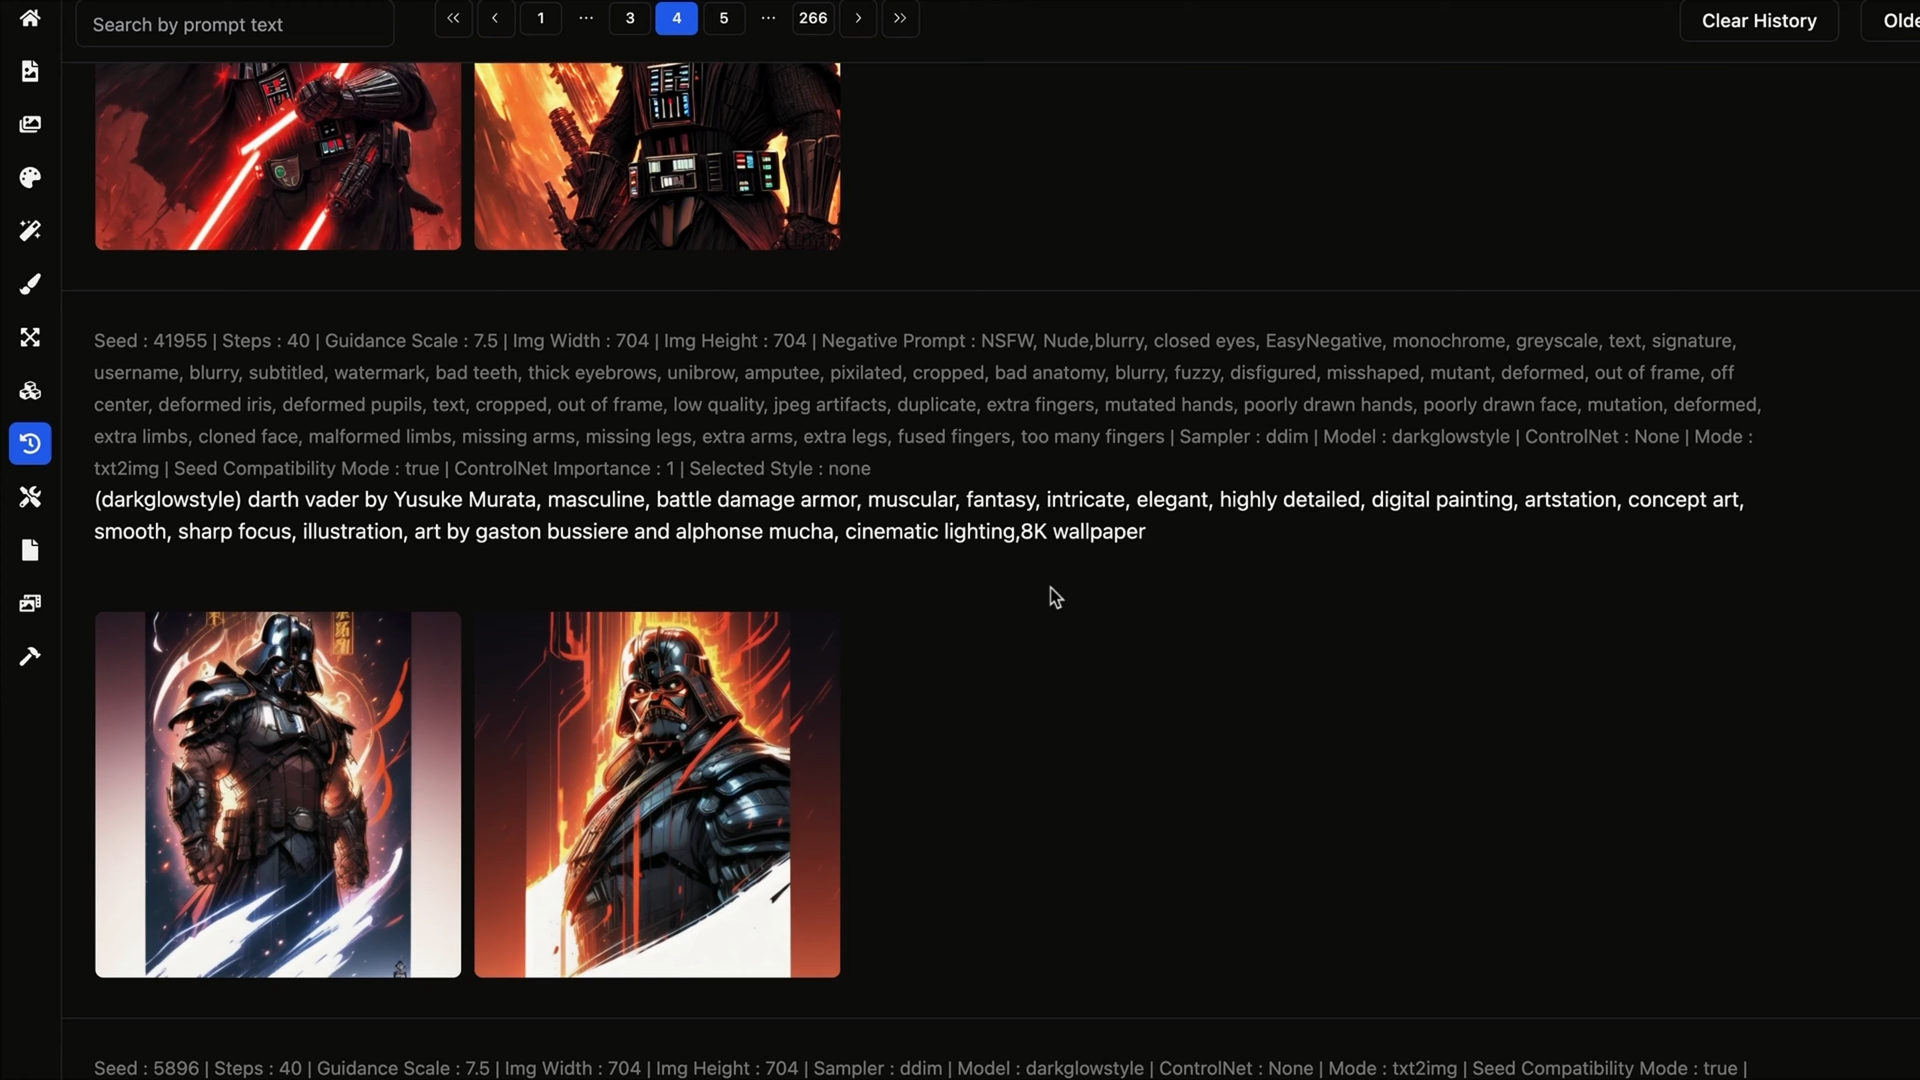 Search by prompt text
« ‹ 1 ... 3 4 5 ... 266 › »
Clear History
Olde
Seed : 41955 | Steps : 40 | Guidance Scale : 7.5 | Img Width : 704 | Img Height : 704 | Negative Prompt : NSFW, Nude,blurry, closed eyes, EasyNegative, monochrome, greyscale, text, signature,
username, blurry, subtitled, watermark, bad teeth, thick eyebrows, unibrow, amputee, pixilated, cropped, bad anatomy, blurry, fuzzy, disfigured, misshaped, mutant, deformed, out of frame, off
center, deformed iris, deformed pupils, text, cropped, out of frame, low quality, jpeg artifacts, duplicate, extra fingers, mutated hands, poorly drawn hands, poorly drawn face, mutation, deformed,
extra limbs, cloned face, malformed limbs, missing arms, missing legs, extra arms, extra legs, fused fingers, too many fingers | Sampler : ddim | Model : darkglowstyle | ControlNet : None | Mode :
txt2img | Seed Compatibility Mode : true | ControlNet Importance : 1 | Selected Style : none
(darkglowstyle) darth vader by Yusuke Murata, masculine, battle damage armor, muscular, fantasy, intricate, elegant, highly detailed, digital painting, artstation, concept art,
smooth, sharp focus, illustration, art by gaston bussiere and alphonse mucha, cinematic lighting,8K wallpaper
Seed : 5896 | Steps : 40 | Guidance Scale : 7.5 | Img Width : 704 | Img Height : 704 | Sampler : ddim | Model : darkglowstyle | ControlNet : None | Mode : txt2img | Seed Compatibility Mode : true |